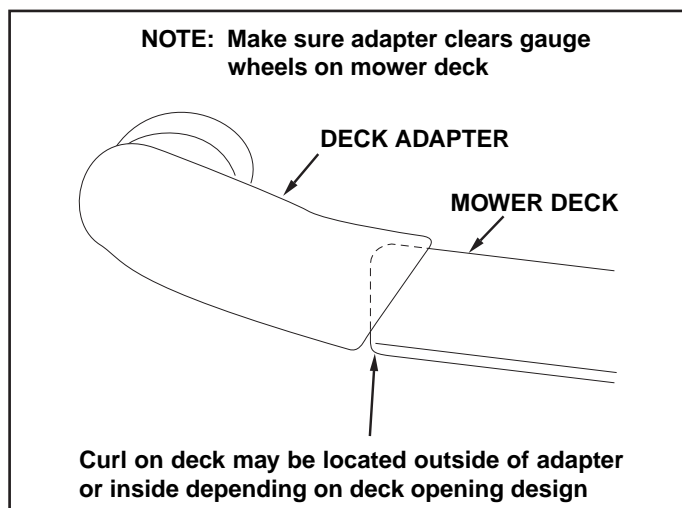 NOTE: Make sure adapter clears gauge
wheels on mower deck
DECK ADAPTER
MOWER DECK
Curl on deck may be located outside of adapter
or inside depending on deck opening design